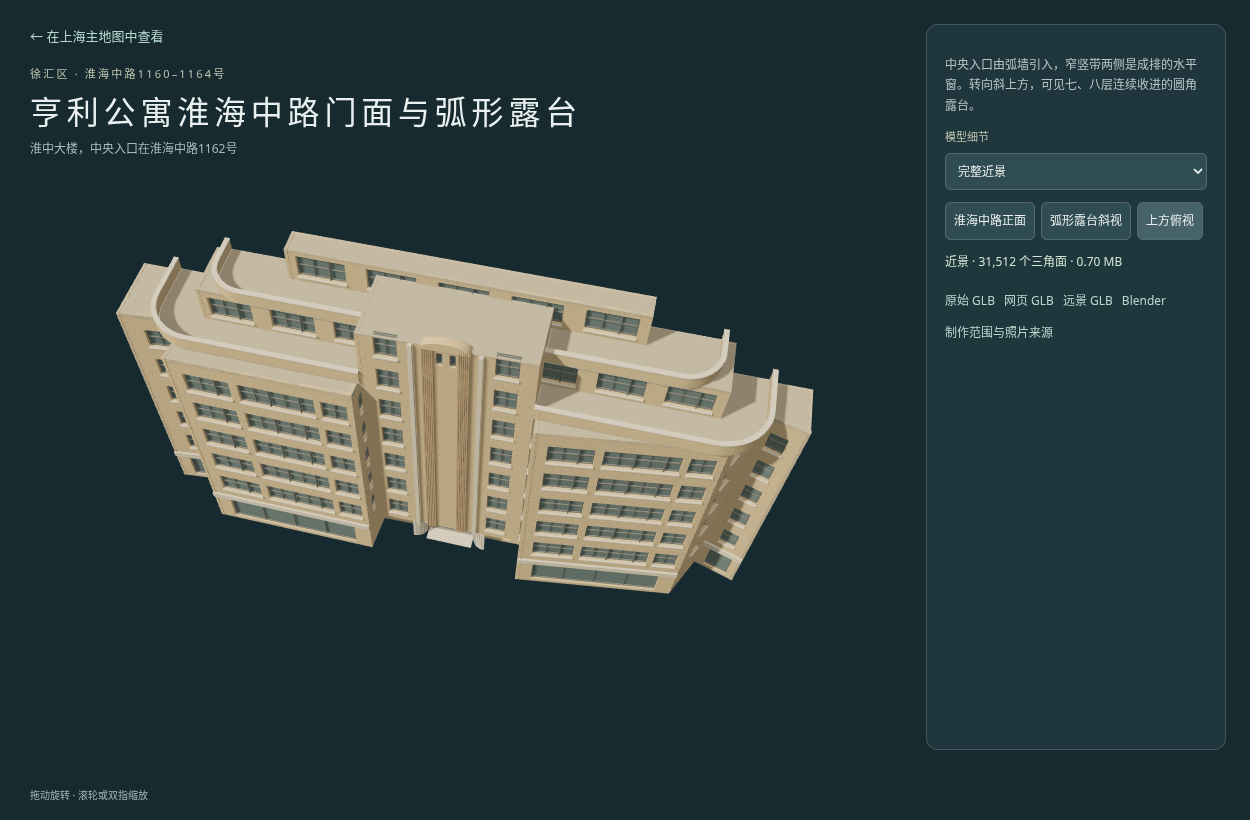 ← 在上海主地图中查看
徐汇区 · 淮海中路1160–1164号
亨利公寓淮海中路门面与弧形露台
淮中大楼，中央入口在淮海中路1162号
中央入口由弧墙引入，窄竖带两侧是成排的水平
窗。转向斜上方，可见七、八层连续收进的圆角
露台。
模型细节
完整近景
淮海中路正面 弧形露台斜视 上方俯视
近景 · 31,512 个三角面 · 0.70 MB
原始 GLB 网页 GLB 远景 GLB Blender
制作范围与照片来源
拖动旋转 · 滚轮或双指缩放